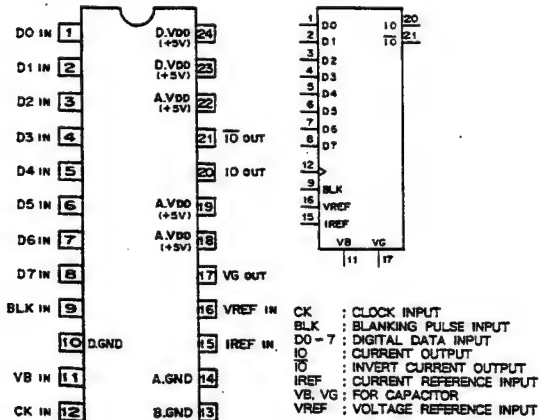 D0 IN 1
D1 IN 2
D2 IN 3
D3 IN 4
D4 IN 5
D5 IN 6
D6 IN 7
D7 IN 8
BLK IN 9
10 D.GND
VB IN 11
CK IN 12
D.VDD (+5V) 24
D.VDD (+5V) 23
A.VDD (+5V) 22
21 I̅O̅ OUT
20 IO OUT
A.VDD (+5V) 19
A.VDD (+5V) 18
17 VG OUT
16 VREF IN
15 IREF IN
A.GND 14
B.GND 13
1 D0 IO 20
2 D1 I̅O̅ 21
3 D2
4 D3
5 D4
6 D5
7 D6
8 D7
12
9 BLK
16 VREF
15 IREF
VB VG
11 17
CK : CLOCK INPUT
BLK : BLANKING PULSE INPUT
D0 - 7 : DIGITAL DATA INPUT
IO : CURRENT OUTPUT
I̅O̅ : INVERT CURRENT OUTPUT
IREF : CURRENT REFERENCE INPUT
VB, VG : FOR CAPACITOR
VREF : VOLTAGE REFERENCE INPUT